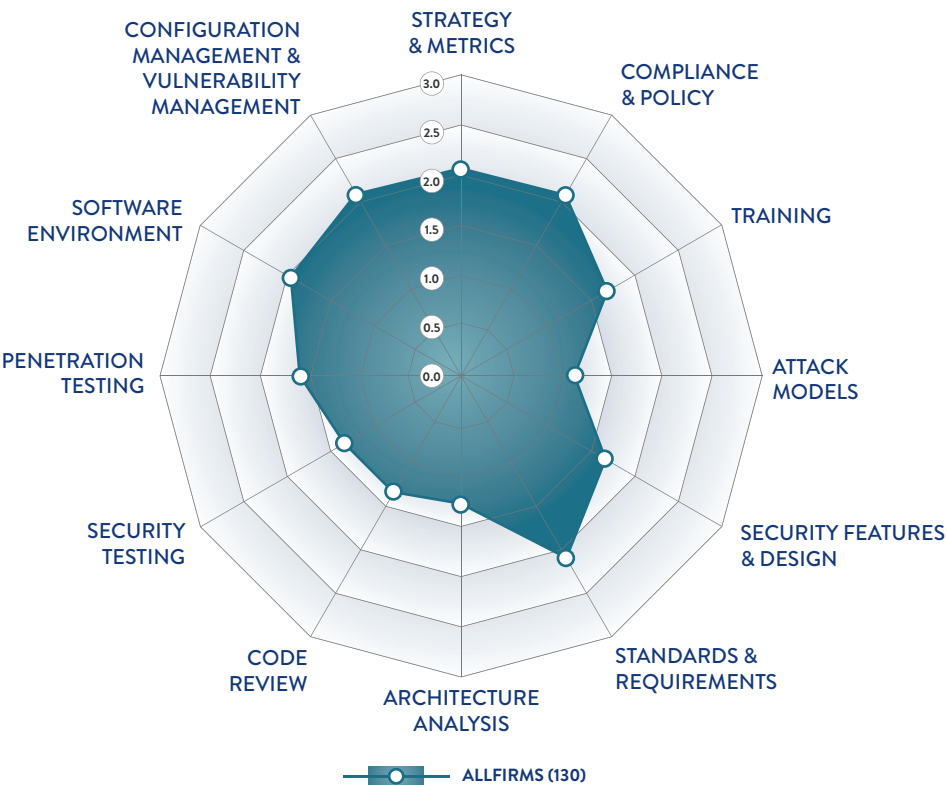 STRATEGY
& METRICS
COMPLIANCE
& POLICY
TRAINING
ATTACK
MODELS
SECURITY FEATURES
& DESIGN
STANDARDS &
REQUIREMENTS
ARCHITECTURE
ANALYSIS
CODE
REVIEW
SECURITY
TESTING
PENETRATION
TESTING
SOFTWARE
ENVIRONMENT
CONFIGURATION
MANAGEMENT &
VULNERABILITY
MANAGEMENT
3.0
2.5
2.0
1.5
1.0
0.5
0.0
ALLFIRMS (130)